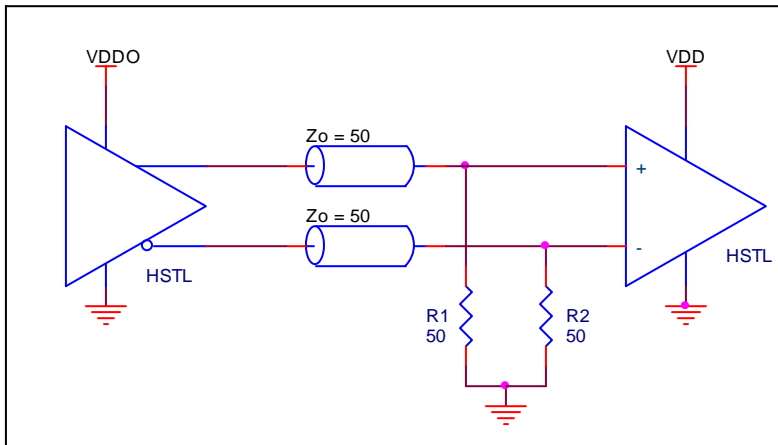 VDDO
VDD
Zo = 50
+
Zo = 50
-
HSTL
HSTL
R1
50
R2
50